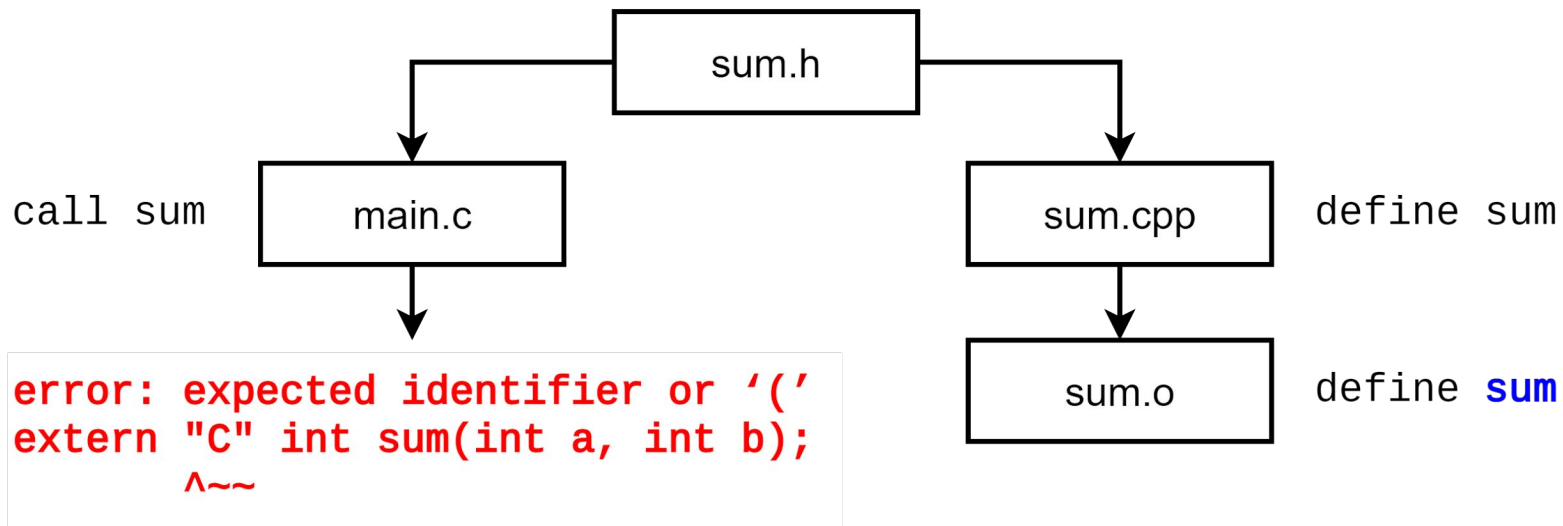 sum.h
call sum
main.c
sum.cpp
define sum
error: expected identifier or ‘(’
extern "C" int sum(int a, int b);
^~~
sum.o
define sum